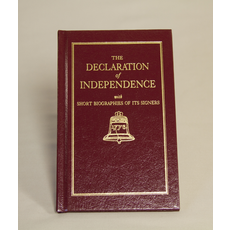 THE
DECLARATION
of
INDEPENDENCE
with
SHORT BIOGRAPHIES OF ITS SIGNERS
1776